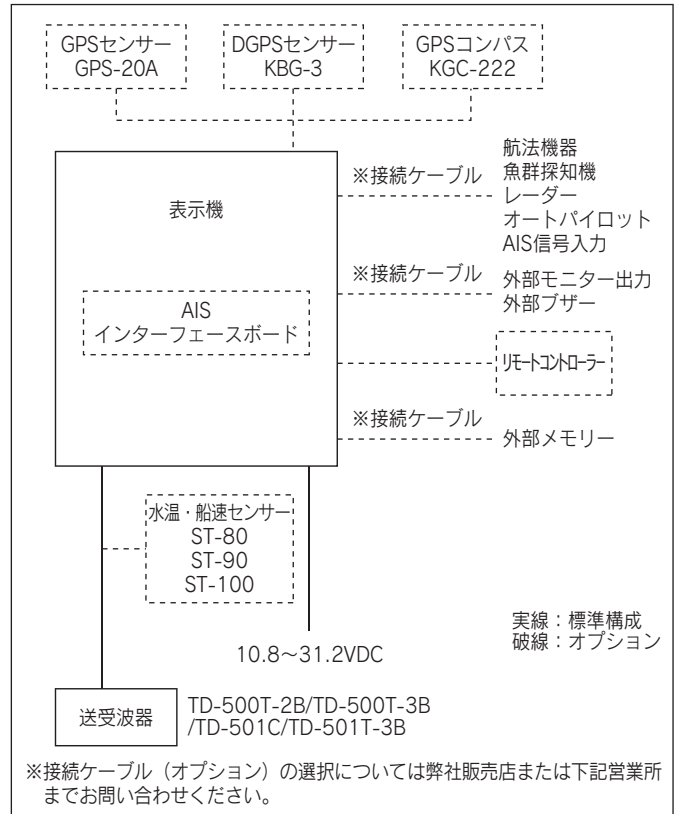 GPSセンサー
GPS-20A
DGPSセンサー
KBG-3
GPSコンパス
KGC-222
表示機
AIS
インターフェースボード
※接続ケーブル
航法機器
魚群探知機
レーダー
オートパイロット
AIS信号入力
※接続ケーブル
外部モニター出力
外部ブザー
リモートコントローラー
※接続ケーブル
外部メモリー
水温・船速センサー
ST-80
ST-90
ST-100
10.8～31.2VDC
実線：標準構成
破線：オプション
送受波器
TD-500T-2B/TD-500T-3B
/TD-501C/TD-501T-3B
※接続ケーブル（オプション）の選択については弊社販売店または下記営業所
までお問い合わせください。